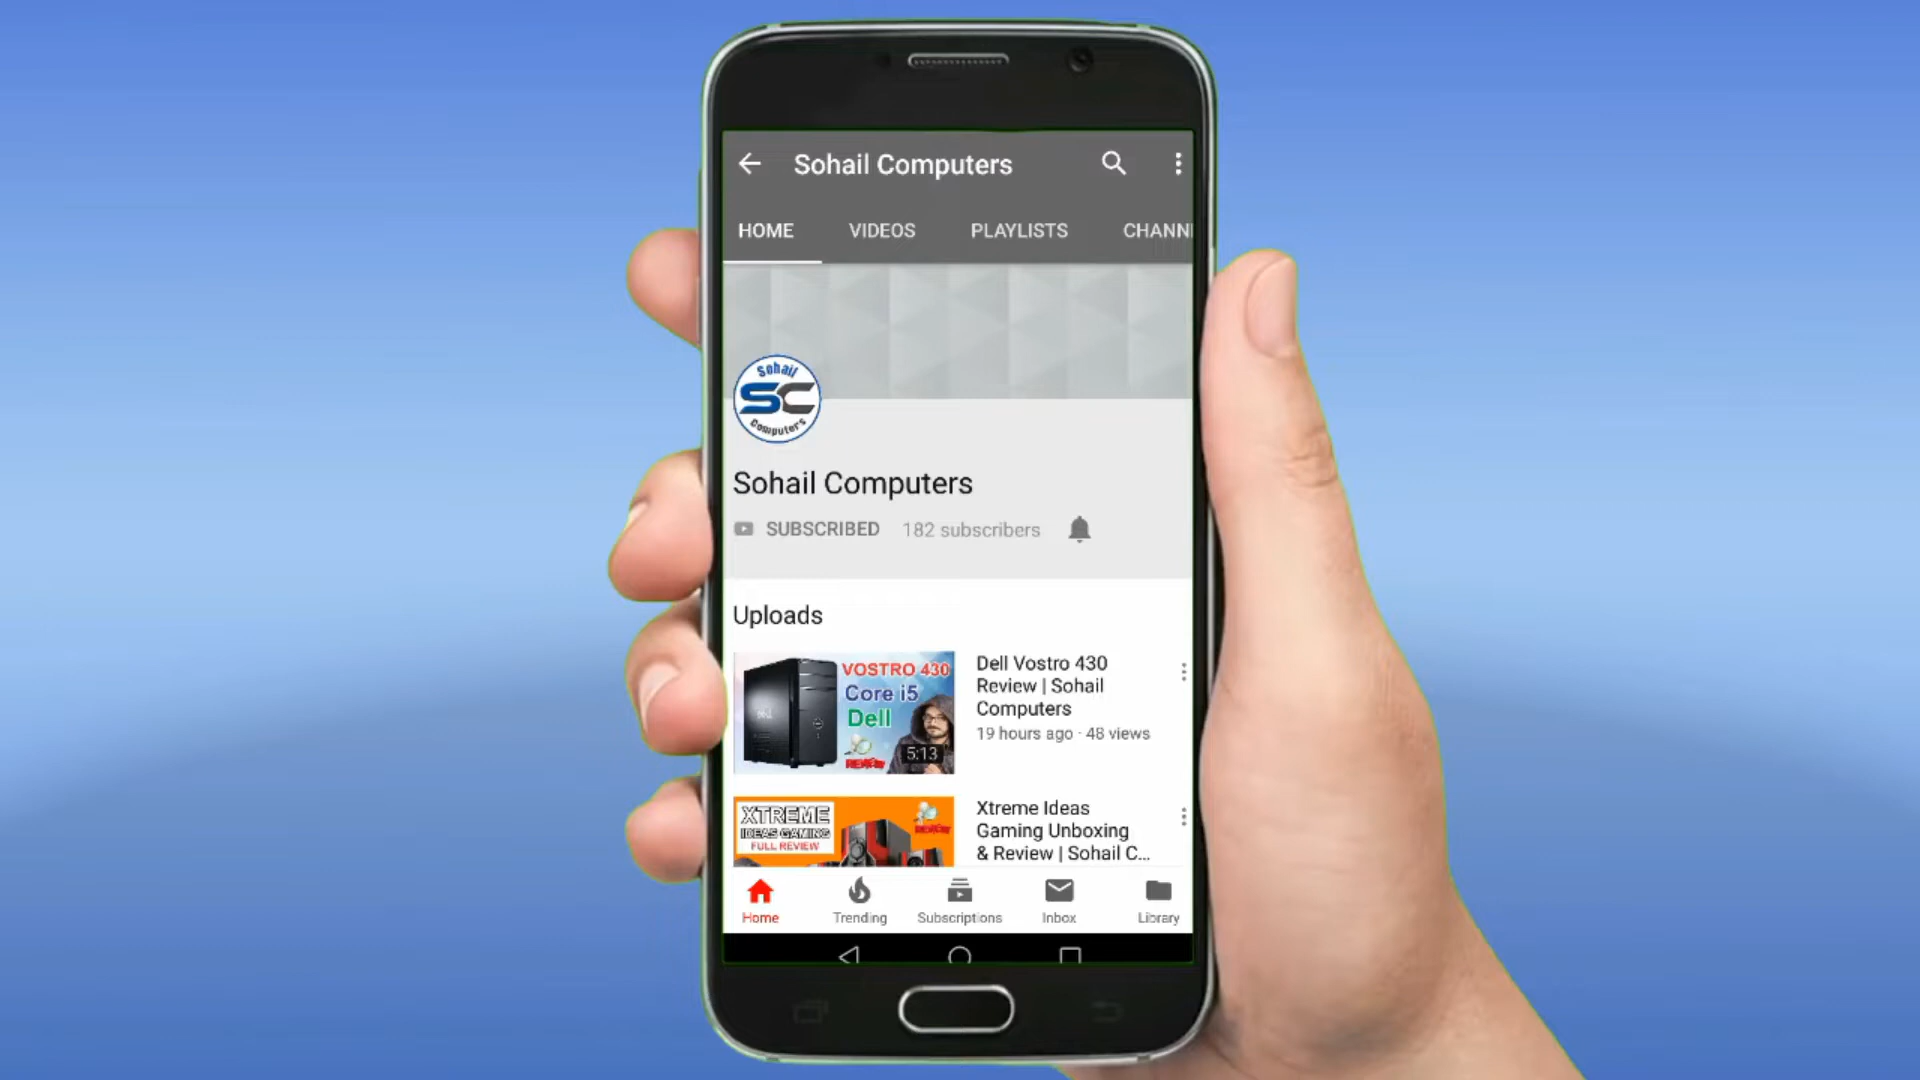 Sohail Computers
HOME VIDEOS PLAYLISTS CHANN
Sohail
SC
Computers
Sohail Computers
SUBSCRIBED 182 subscribers
Uploads
VOSTRO 430
Core i5
Dell
REVIEW
5:13
Dell Vostro 430
Review | Sohail
Computers
19 hours ago · 48 views
XTREME
IDEAS GAMING
FULL REVIEW
REVIEW
Xtreme Ideas
Gaming Unboxing
& Review | Sohail C...
Home Trending Subscriptions Inbox Library